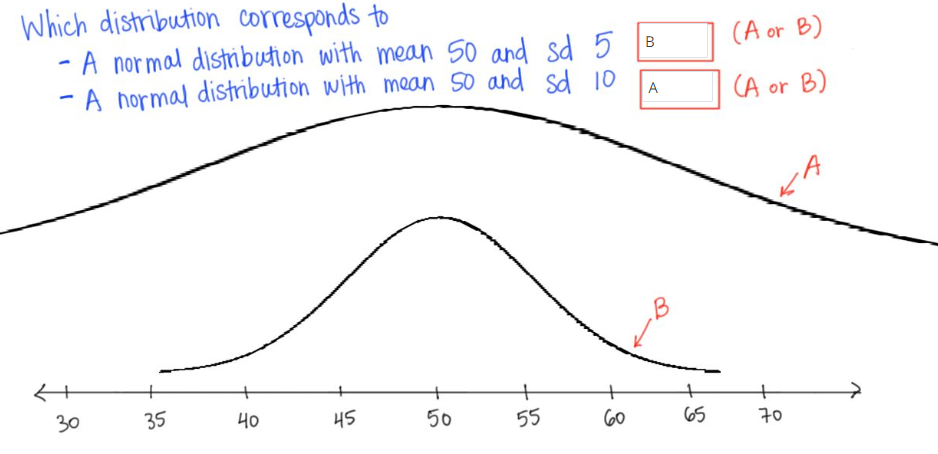 Which distribution corresponds to
- A normal distribution with mean 50 and sd 5 B (A or B)
- A normal distribution with mean 50 and sd 10 A (A or B)
A
B
30 35 40 45 50 55 60 65 70